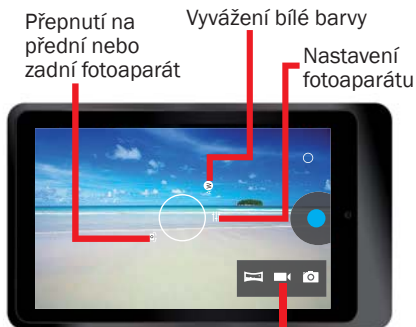 Přepnutí na
přední nebo
zadní fotoaparát
Vyvážení bílé barvy
Nastavení
fotoaparátu